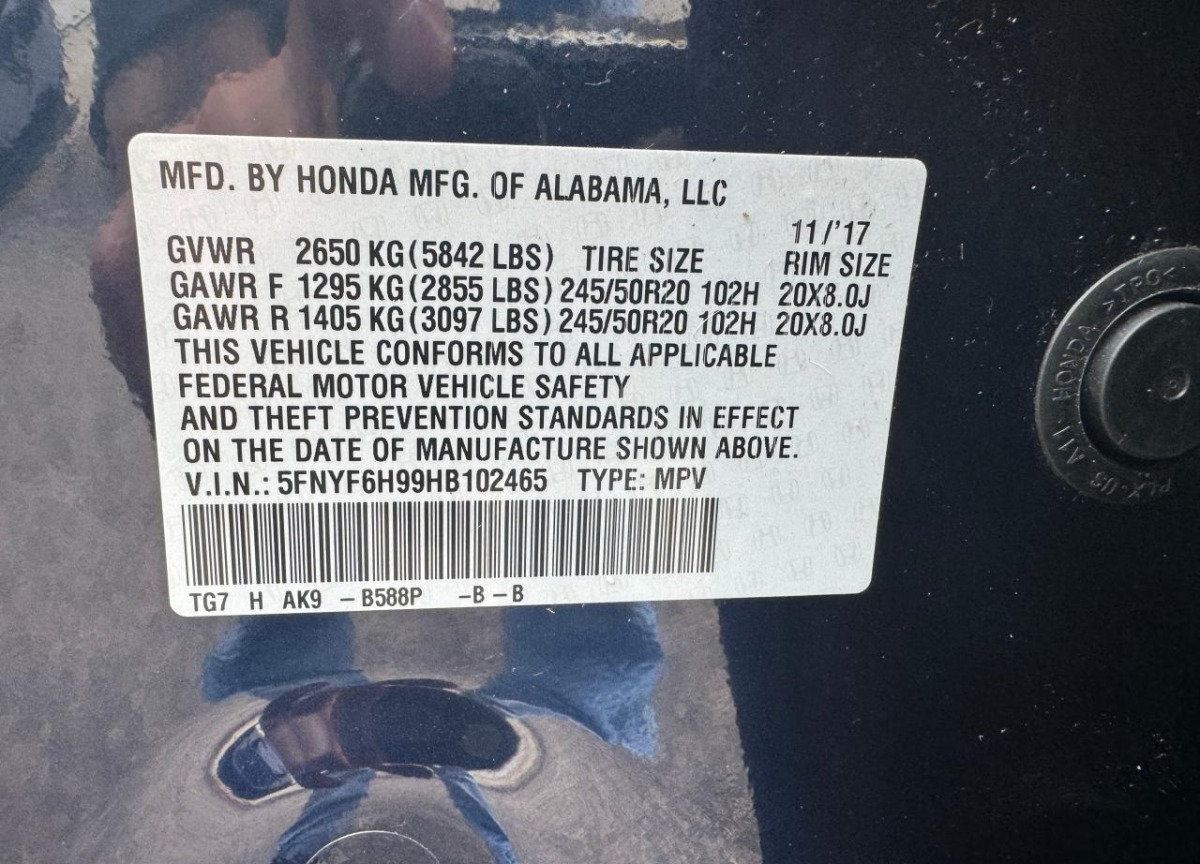 MFD. BY HONDA MFG. OF ALABAMA, LLC
11/'17
GVWR 2650 KG (5842 LBS) TIRE SIZE RIM SIZE
GAWR F 1295 KG (2855 LBS) 245/50R20 102H 20X8.0J
GAWR R 1405 KG (3097 LBS) 245/50R20 102H 20X8.0J
THIS VEHICLE CONFORMS TO ALL APPLICABLE
FEDERAL MOTOR VEHICLE SAFETY
AND THEFT PREVENTION STANDARDS IN EFFECT
ON THE DATE OF MANUFACTURE SHOWN ABOVE.
V.I.N.: 5FNYF6H99HB102465 TYPE: MPV
TG7 H AK9 -B588P -B -B
A11 HONDA >TPO<